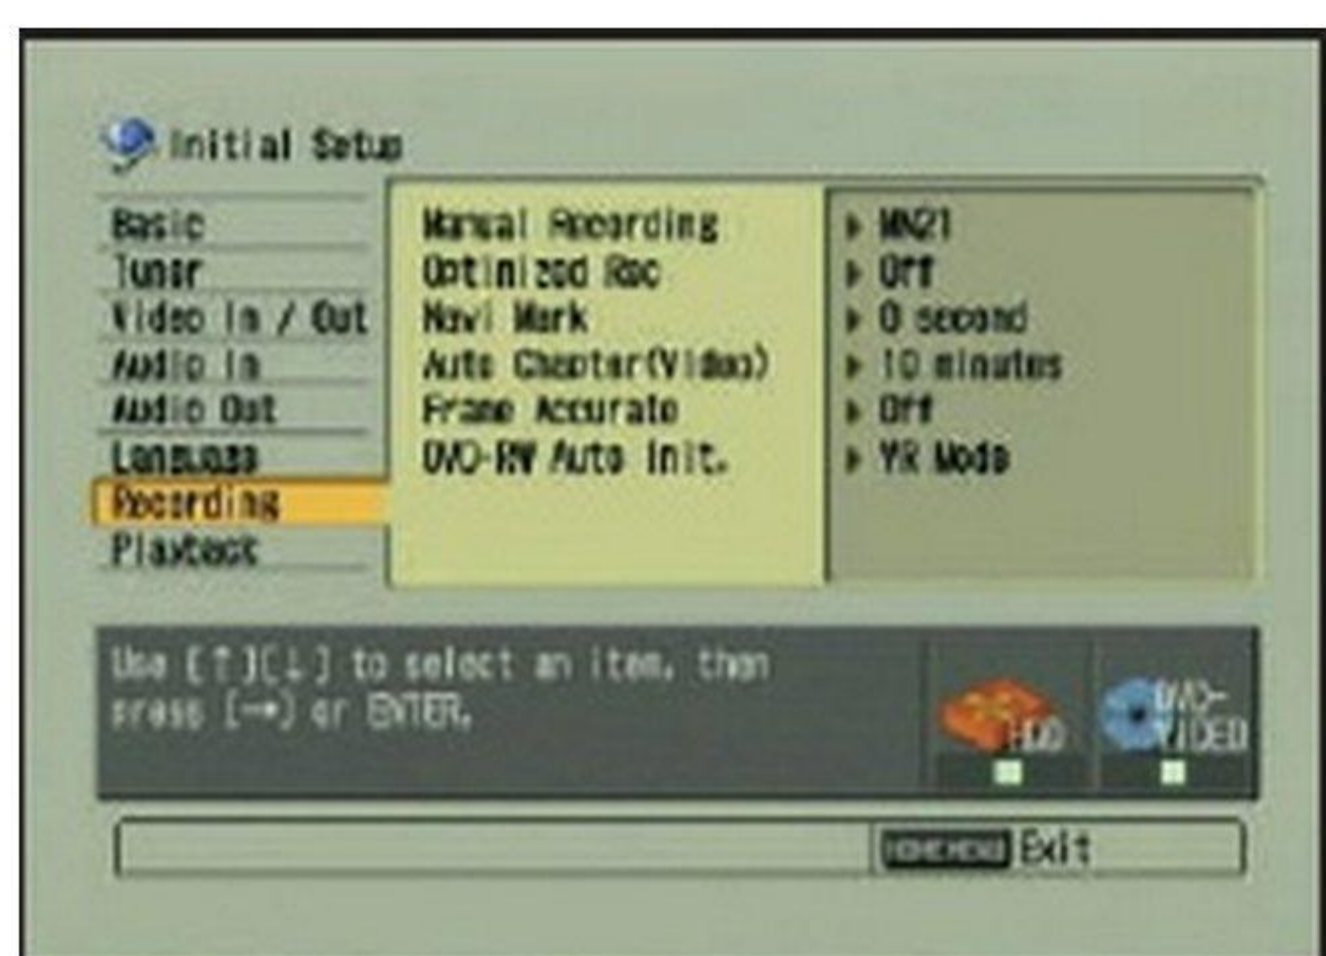 Initial Setup
Basic
Tuner
Video In / Out
Audio In
Audio Out
Language
Recording
Playback
Manual Recording
Optimized Rec
Navi Mark
Auto Chapter(Video)
Frame Accurate
DVD-RW Auto Init.
MN21
Off
0 second
10 minutes
Off
VR Mode
Use [↑][↓] to select an item, then
press [→] or ENTER.
HDD
DVD-
VIDEO
HOME MENU Exit